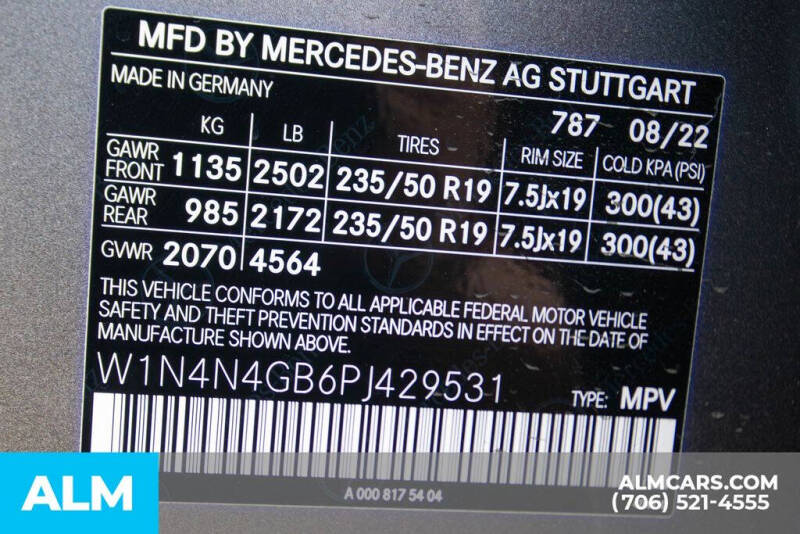 MFD BY MERCEDES-BENZ AG STUTTGART
MADE IN GERMANY
787 08/22
KG LB TIRES RIM SIZE COLD KPA (PSI)
GAWR FRONT 1135 2502 235/50 R19 7.5Jx19 300(43)
GAWR REAR 985 2172 235/50 R19 7.5Jx19 300(43)
GVWR 2070 4564
THIS VEHICLE CONFORMS TO ALL APPLICABLE FEDERAL MOTOR VEHICLE
SAFETY AND THEFT PREVENTION STANDARDS IN EFFECT ON THE DATE OF
MANUFACTURE SHOWN ABOVE.
W1N4N4GB6PJ429531 TYPE: MPV
A 000 817 54 04
ALM
ALMCARS.COM
(706) 521-4555